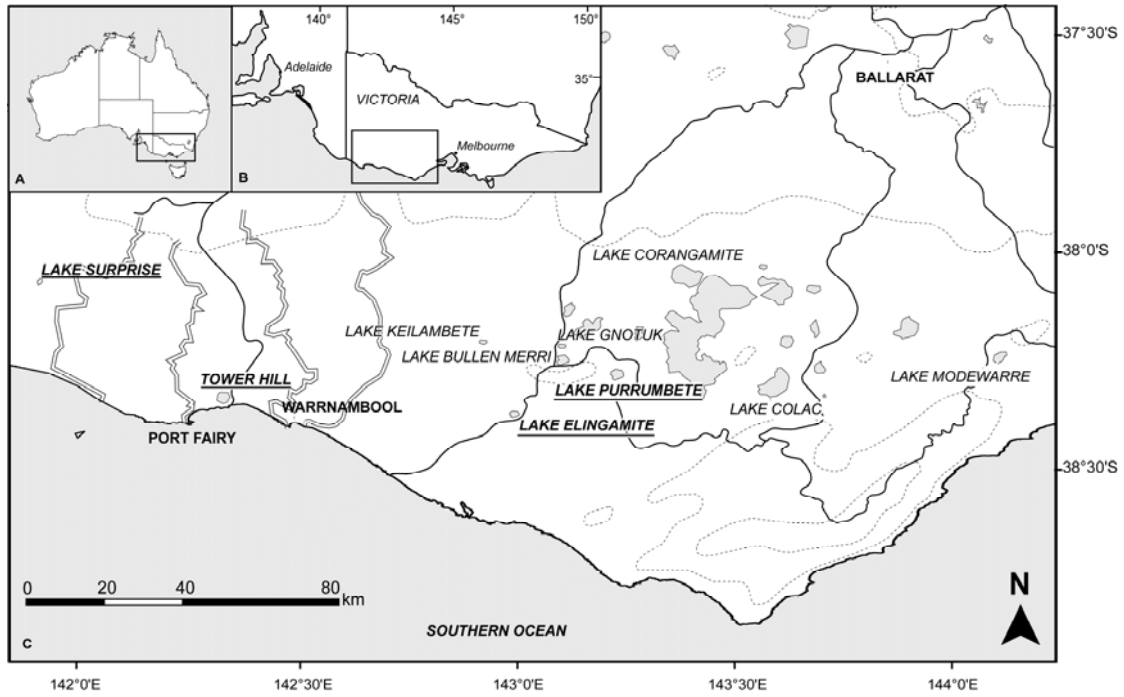 140°
145°
150°
37°30'S
Adelaide
35°
VICTORIA
Melbourne
A
B
BALLARAT
38°0'S
LAKE CORANGAMITE
LAKE SURPRISE
LAKE KEILAMBETE
LAKE GNOTUK
LAKE BULLEN MERRI
TOWER HILL
LAKE PURRUMBETE
LAKE MODEWARRE
WARRNAMBOOL
LAKE COLAC
LAKE ELINGAMITE
PORT FAIRY
38°30'S
0 20 40 80
km
N
SOUTHERN OCEAN
C
142°0'E 142°30'E 143°0'E 143°30'E 144°0'E